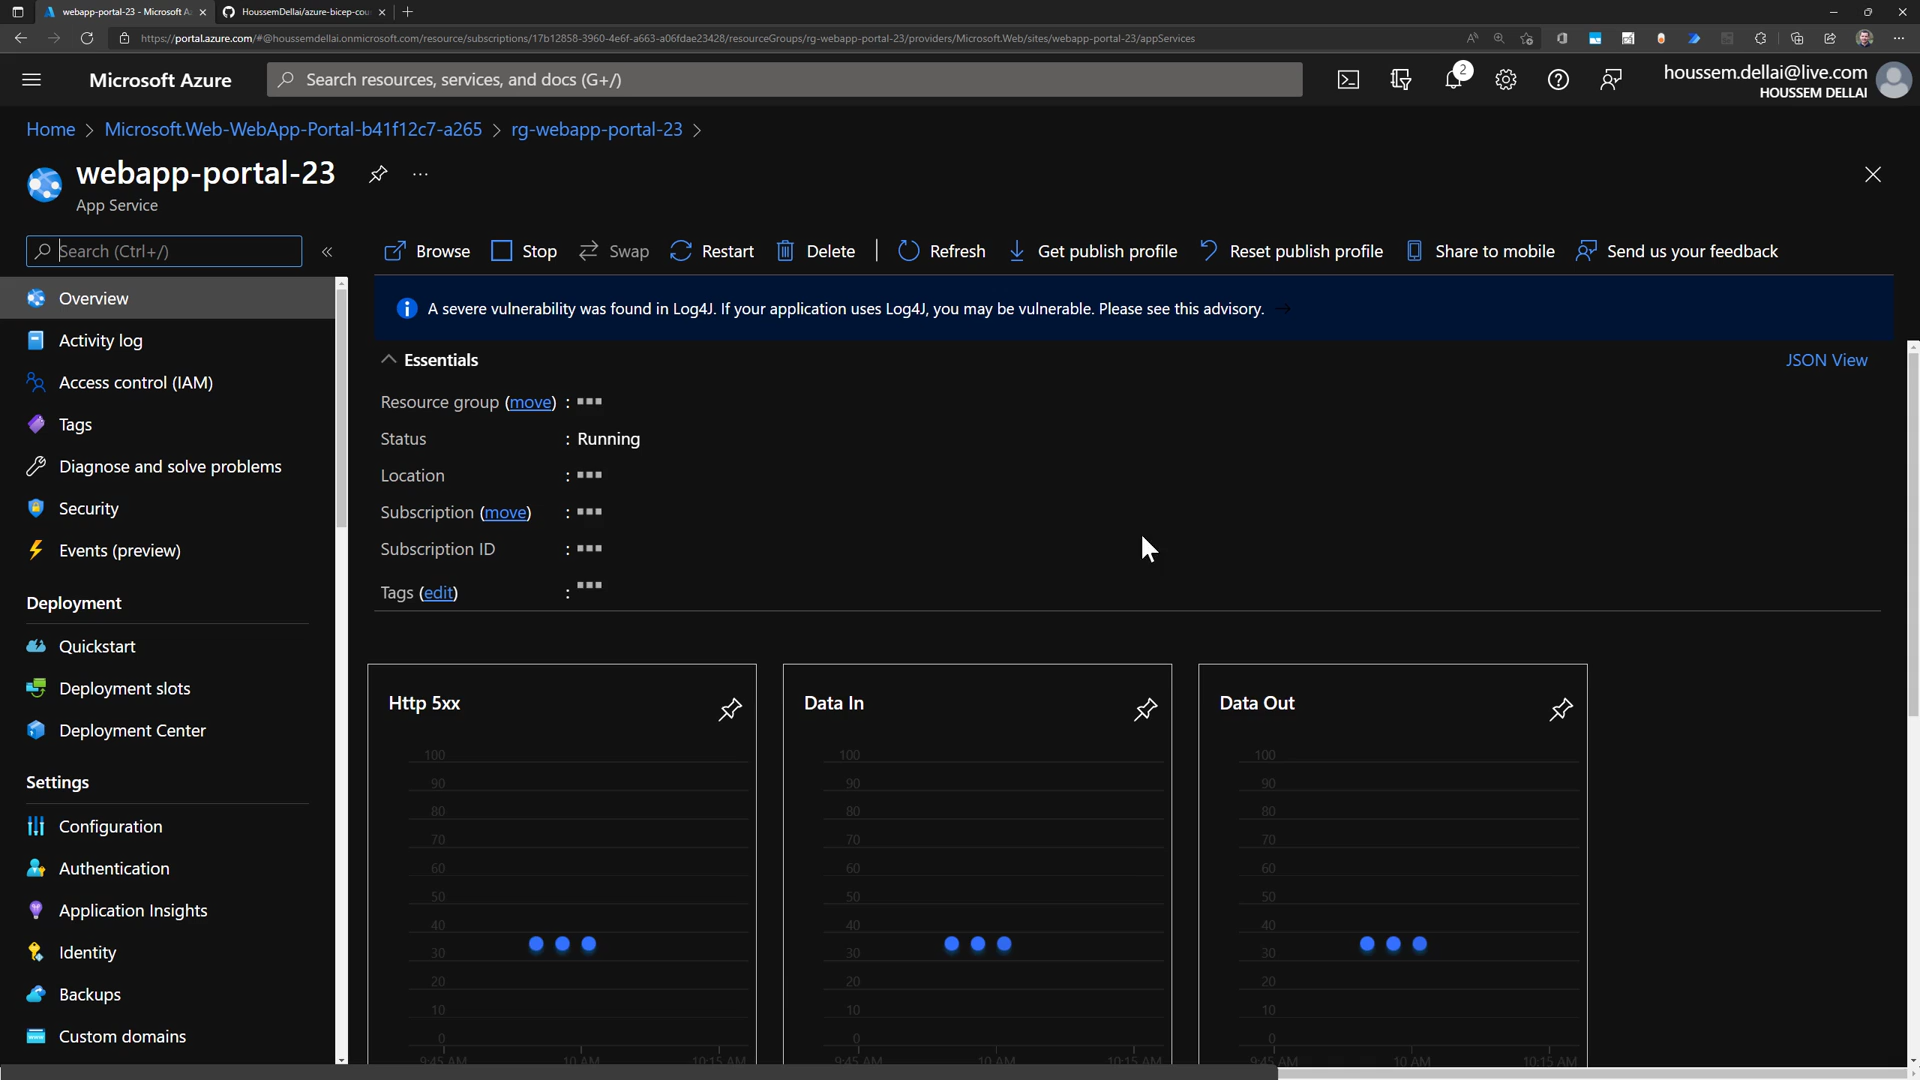 webapp-portal-23 - Microsoft A
HoussemDellai/azure-bicep-cou
https://portal.azure.com/#@houssemdellai.onmicrosoft.com/resource/subscriptions/17b12858-3960-4e6f-a663-a06fdae23428/resourceGroups/rg-webapp-portal-23/providers/Microsoft.Web/sites/webapp-portal-23/appServices
Microsoft Azure
Search resources, services, and docs (G+/)
2
houssem.dellai@live.com
HOUSSEM DELLAI
Home > Microsoft.Web-WebApp-Portal-b41f12c7-a265 > rg-webapp-portal-23 >
webapp-portal-23
App Service
Search (Ctrl+/)
Browse
Stop
Swap
Restart
Delete
Refresh
Get publish profile
Reset publish profile
Share to mobile
Send us your feedback
Overview
Activity log
Access control (IAM)
Tags
Diagnose and solve problems
Security
Events (preview)
Deployment
Quickstart
Deployment slots
Deployment Center
Settings
Configuration
Authentication
Application Insights
Identity
Backups
Custom domains
A severe vulnerability was found in Log4J. If your application uses Log4J, you may be vulnerable. Please see this advisory.
Essentials
JSON View
Resource group (move) :
Status : Running
Location :
Subscription (move) :
Subscription ID :
Tags (edit) :
Http 5xx
100
90
80
70
60
50
40
30
20
10
0
9:45 AM 10 AM 10:15 AM
Data In
100
90
80
70
60
50
40
30
20
10
0
9:45 AM 10 AM 10:15 AM
Data Out
100
90
80
70
60
50
40
30
20
10
0
9:45 AM 10 AM 10:15 AM